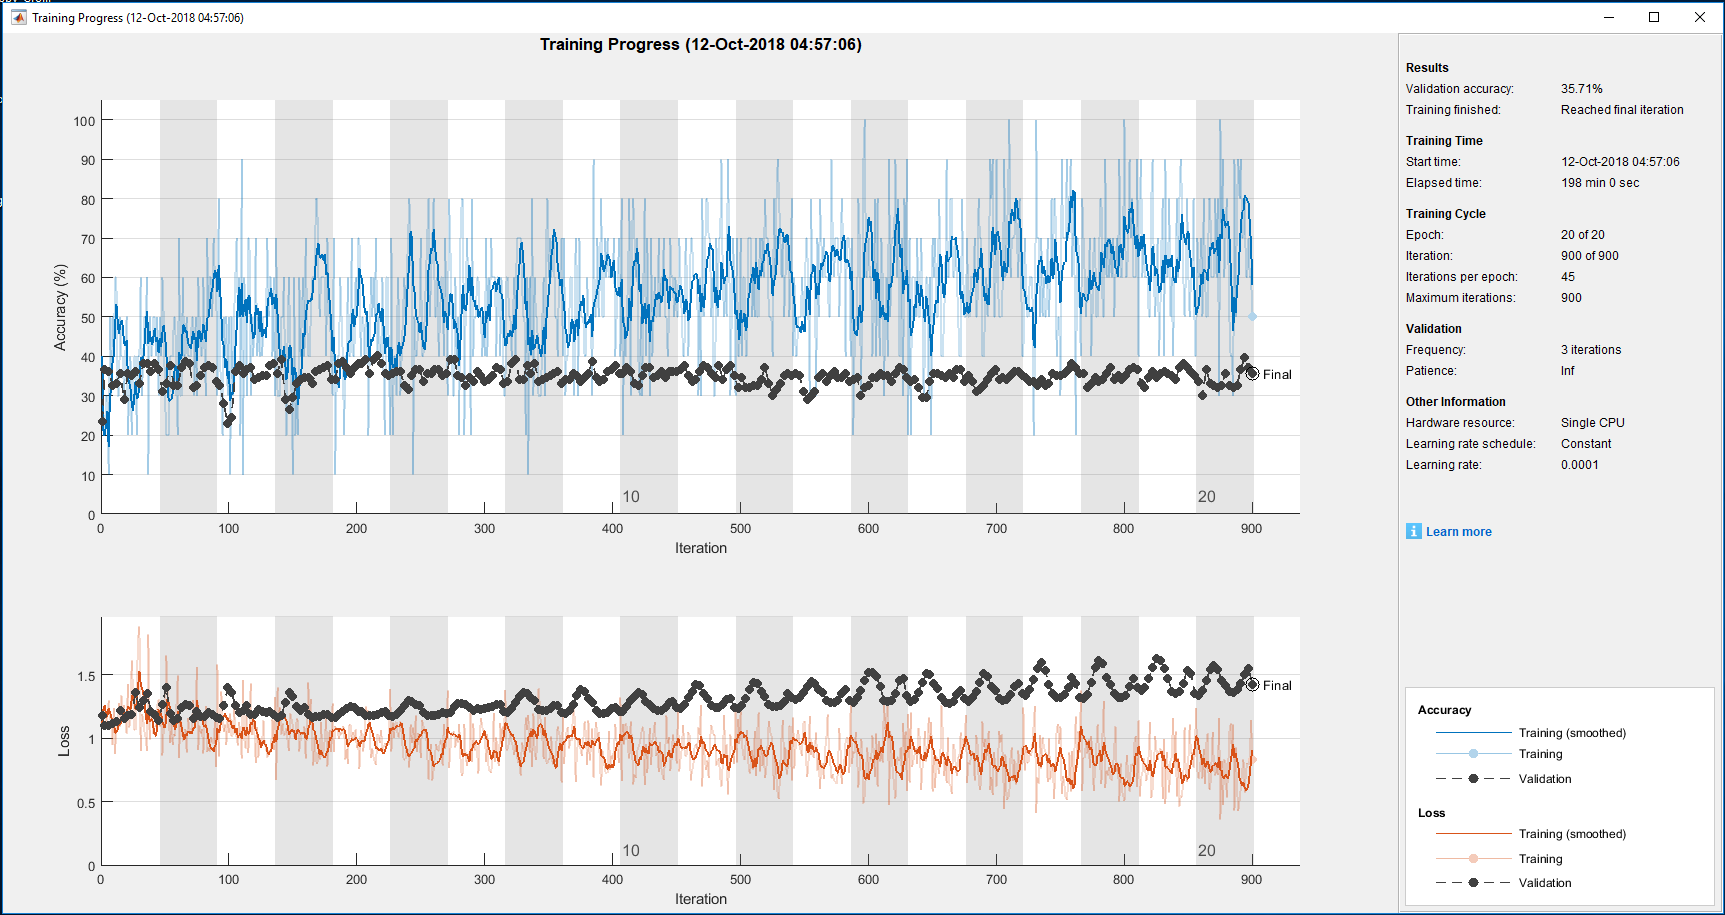 Training Progress (12-Oct-2018 04:57:06)
Training Progress (12-Oct-2018 04:57:06)
100
90
80
70
60
50
40
30
20
10
0
Accuracy (%)
Final
10
20
0 100 200 300 400 500 600 700 800 900
Iteration
1.5
1
0.5
0
Loss
Final
10
20
0 100 200 300 400 500 600 700 800 900
Iteration
Results
Validation accuracy: 35.71%
Training finished: Reached final iteration
Training Time
Start time: 12-Oct-2018 04:57:06
Elapsed time: 198 min 0 sec
Training Cycle
Epoch: 20 of 20
Iteration: 900 of 900
Iterations per epoch: 45
Maximum iterations: 900
Validation
Frequency: 3 iterations
Patience: Inf
Other Information
Hardware resource: Single CPU
Learning rate schedule: Constant
Learning rate: 0.0001
i Learn more
Accuracy
Training (smoothed)
Training
Validation
Loss
Training (smoothed)
Training
Validation